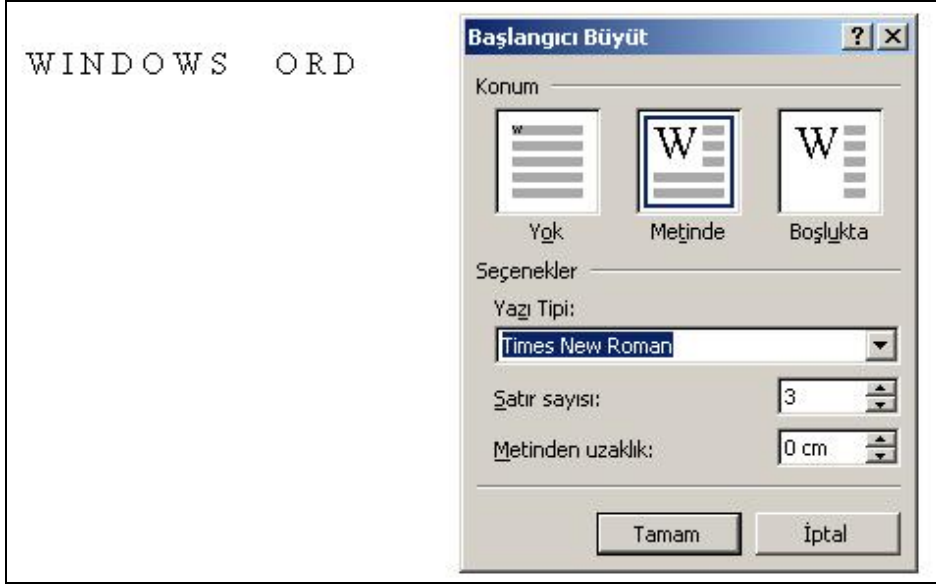 WINDOWS ORD
Başlangıcı Büyüt
Konum
W
W
W
Yok
Metinde
Boşlukta
Seçenekler
Yazı Tipi:
Times New Roman
Satır sayısı:
3
Metinden uzaklık:
0 cm
Tamam
İptal